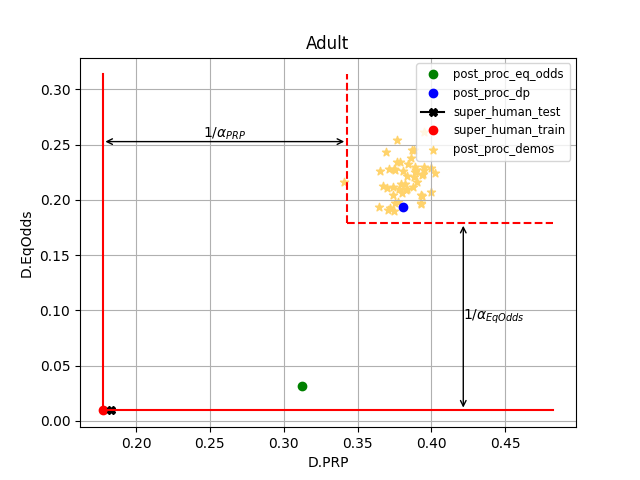 Adult
0.30
0.25
0.20
0.15
0.10
0.05
0.00
D.EqOdds
post_proc_eq_odds
post_proc_dp
super_human_test
super_human_train
post_proc_demos
1/α_PRP
1/α_EqOdds
0.20 0.25 0.30 0.35 0.40 0.45
D.PRP